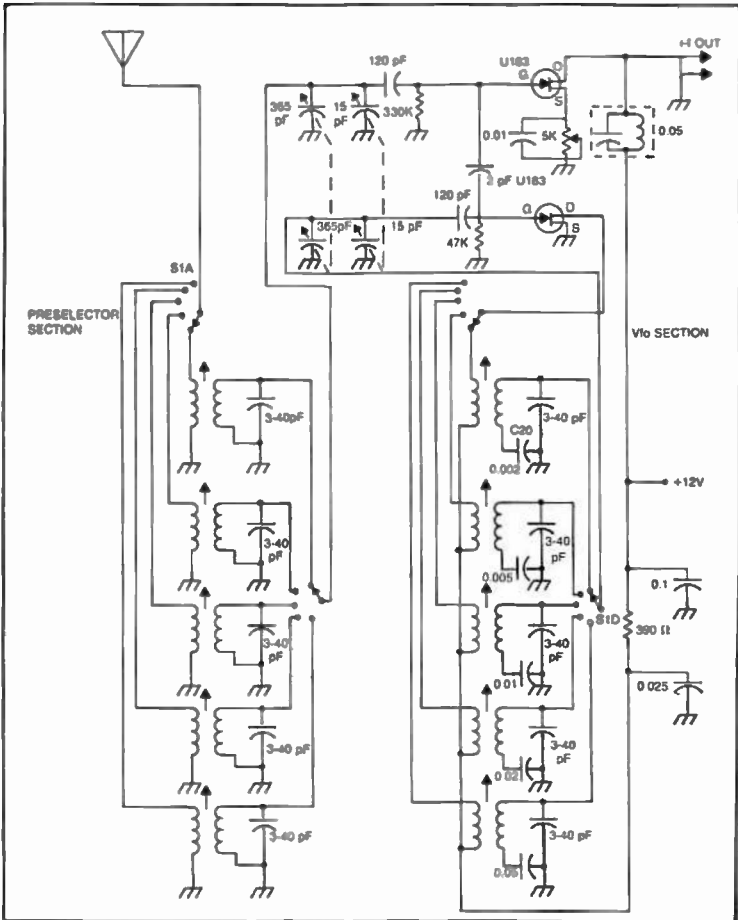 120 pF
U183
H OUT
G
D
S
365 pF
15 pF
330K
0.01
5K
0.05
2 pF U183
120 pF
G
D
S
365pF
15 pF
47K
S1A
PRESELECTOR SECTION
Vfo SECTION
3-40pF
3-40 pF
C20
0.002
+12V
3-40 pF
3-40 pF
0.005
0.1
S1D
390 Ω
3-40 pF
3-40 pF
0.01
0.025
3-40 pF
3-40 pF
0.02
3-40 pF
3-40 pF
0.05